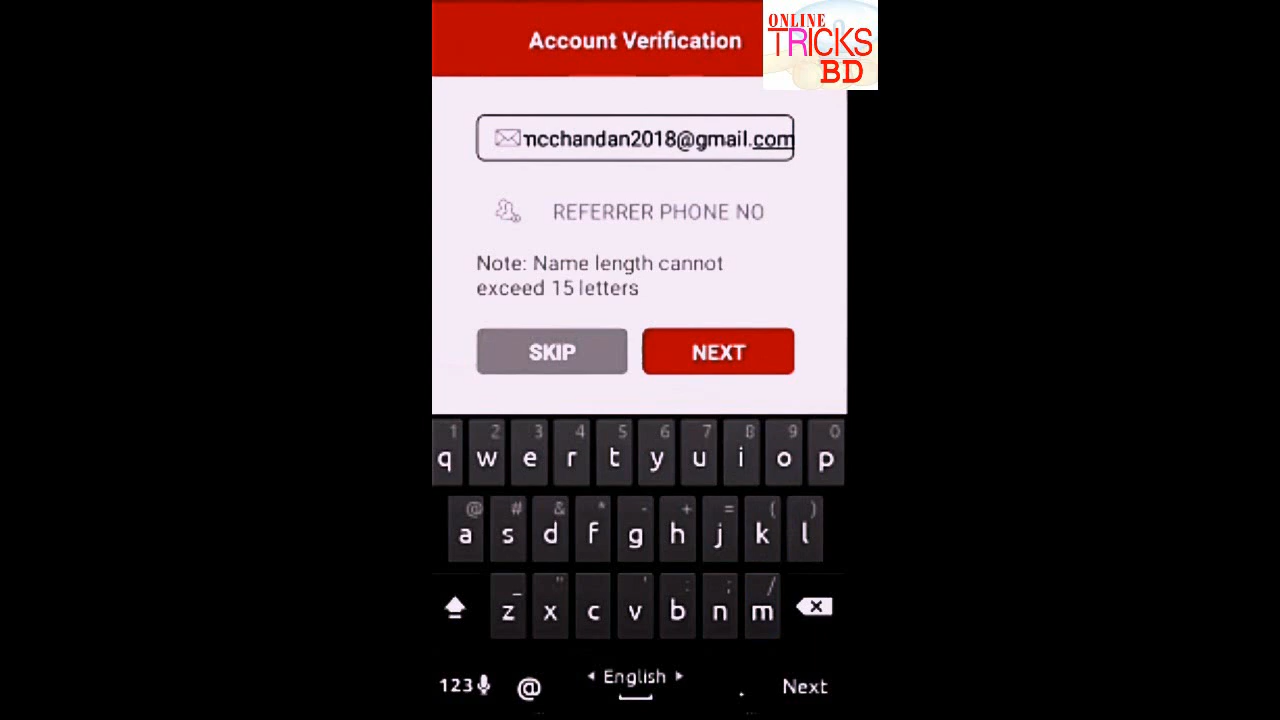 Account Verification
ONLINE
TRICKS
BD
mcchandan2018@gmail.com
REFERRER PHONE NO
Note: Name length cannot
exceed 15 letters
SKIP
NEXT
1 2 3 4 5 6 7 8 9 0
q w e r t y u i o p
@ # & * - + = ( )
a s d f g h j k l
_ " ' : ; /
z x c v b n m
123 @ English . Next